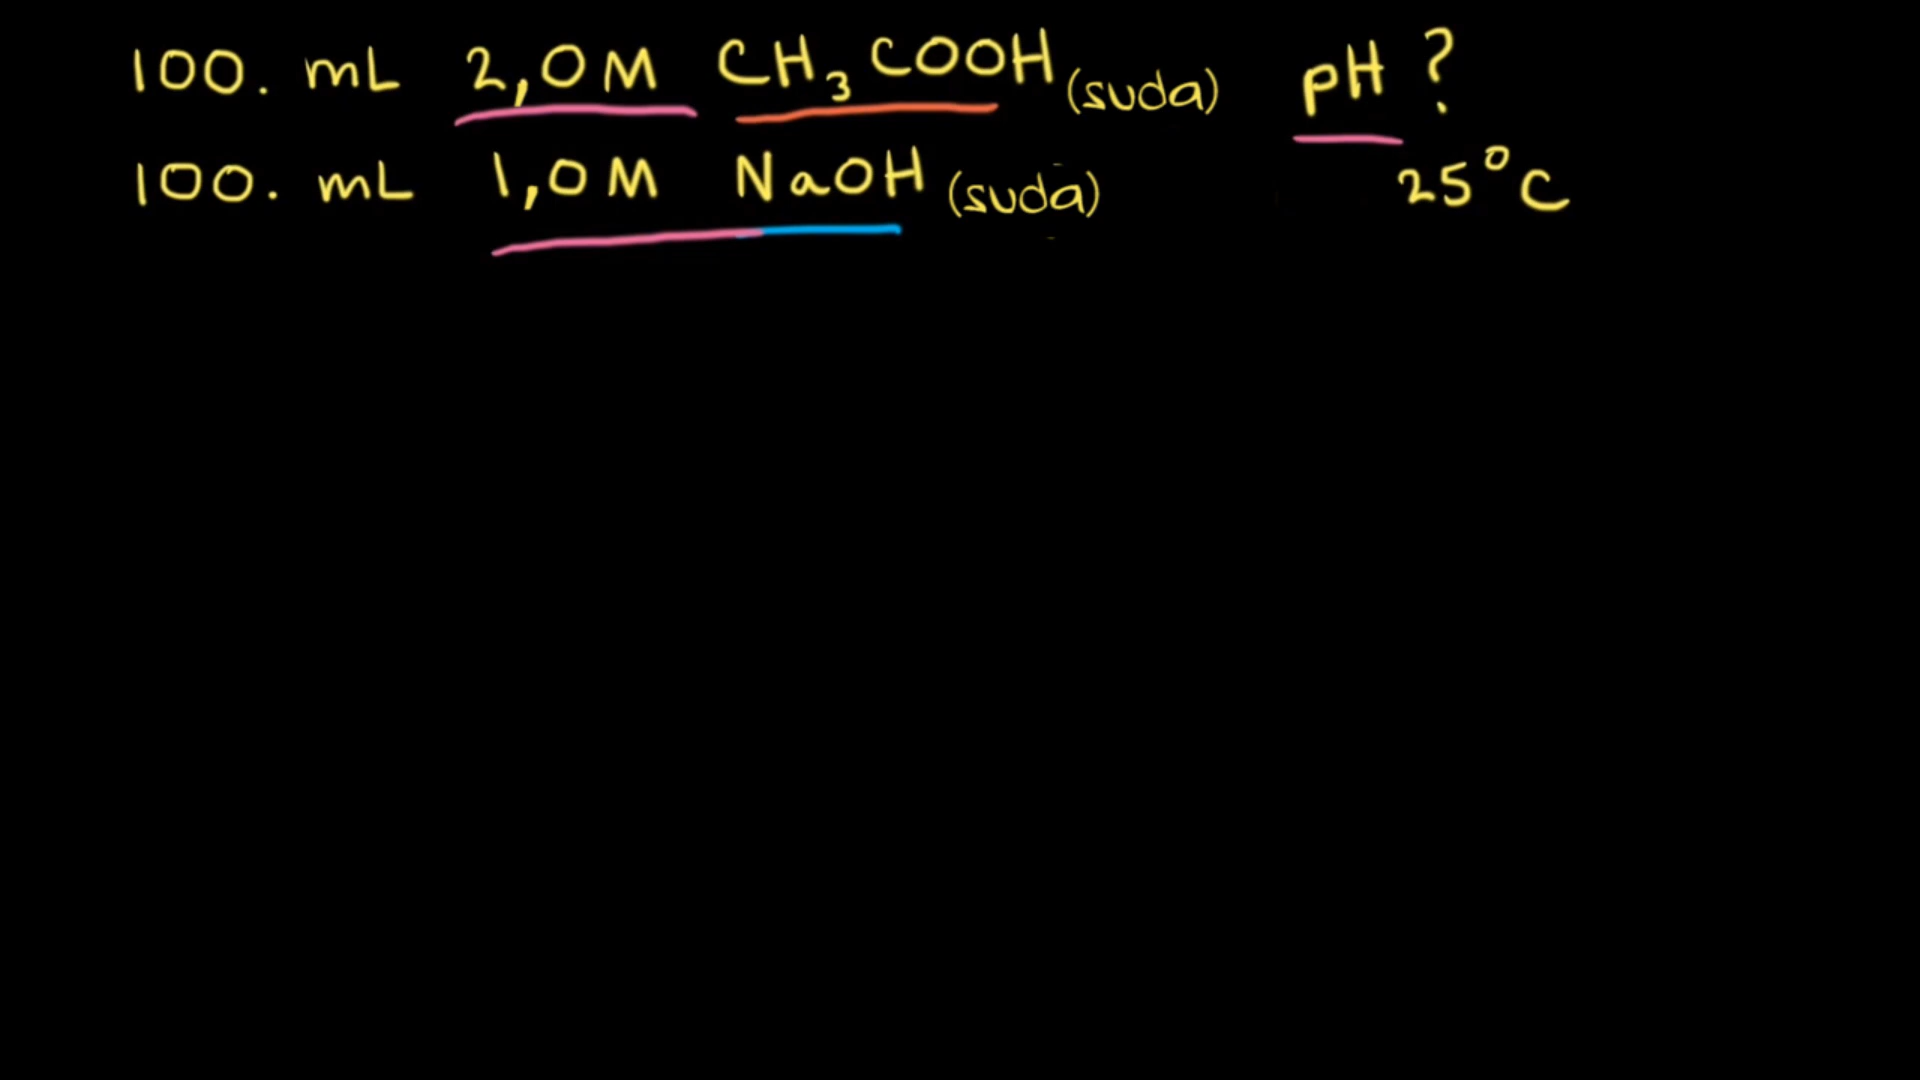 100. mL 2,0 M CH₃COOH (suda) pH ?
100. mL 1,0 M NaOH (suda) 25°C